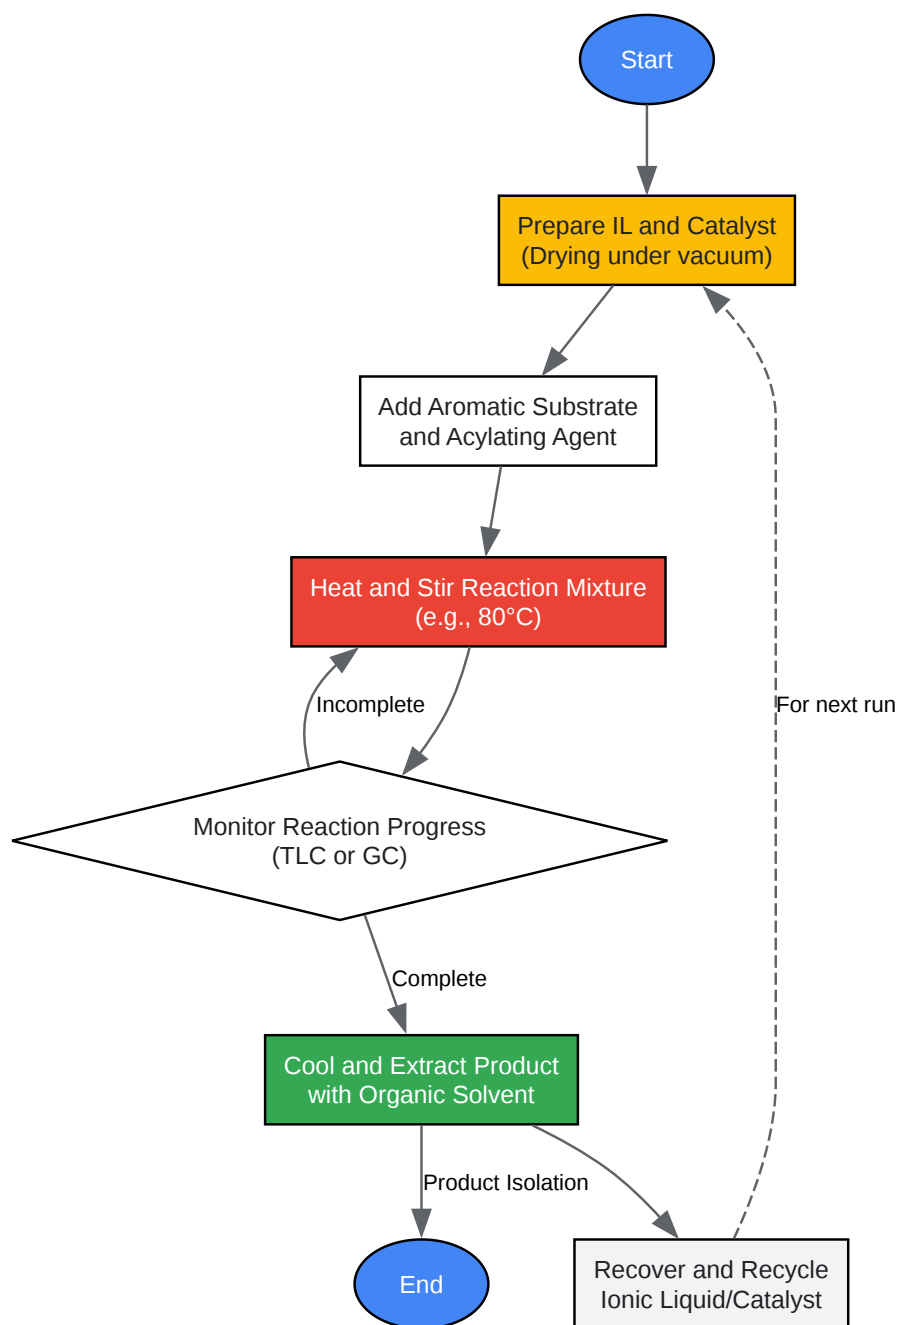 Start
Prepare IL and Catalyst
(Drying under vacuum)
Add Aromatic Substrate
and Acylating Agent
Heat and Stir Reaction Mixture
(e.g., 80°C)
Incomplete
For next run
Monitor Reaction Progress
(TLC or GC)
Complete
Cool and Extract Product
with Organic Solvent
Product Isolation
End
Recover and Recycle
Ionic Liquid/Catalyst